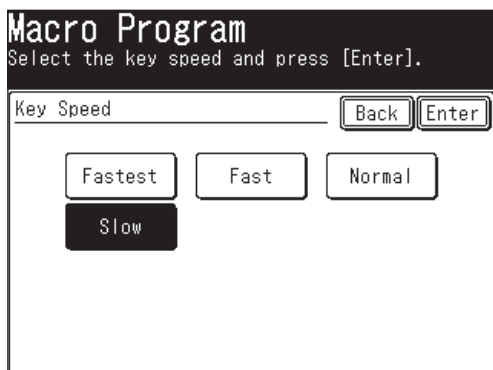 Macro Program
Select the key speed and press [Enter].
Key Speed Back Enter
Fastest Fast Normal
Slow